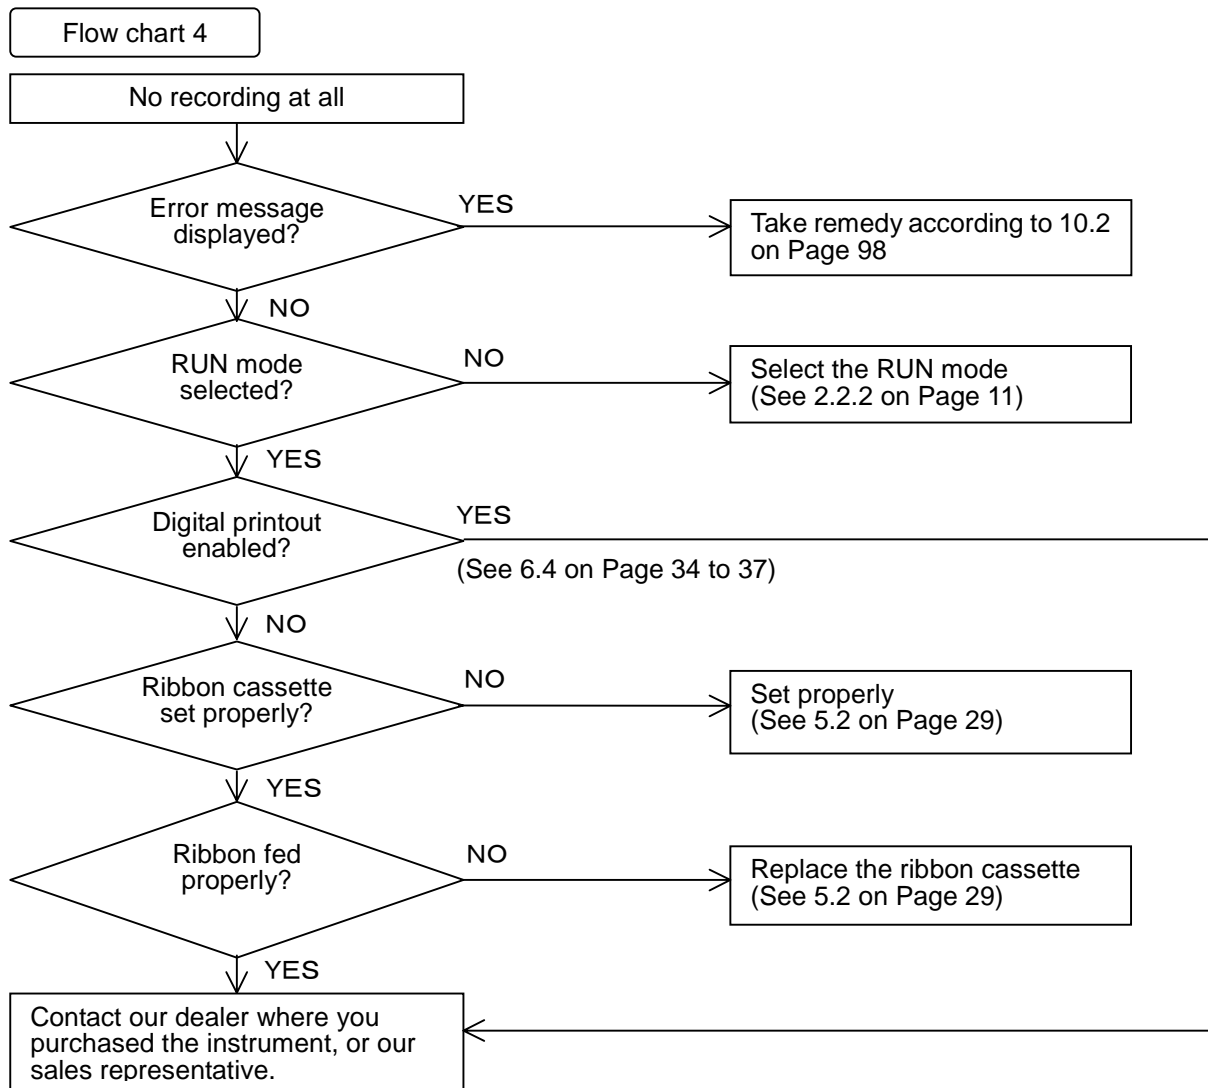 Flow chart 4
No recording at all
Error message
displayed?
YES
Take remedy according to 10.2
on Page 98
NO
RUN mode
selected?
NO
Select the RUN mode
(See 2.2.2 on Page 11)
YES
Digital printout
enabled?
YES
(See 6.4 on Page 34 to 37)
NO
Ribbon cassette
set properly?
NO
Set properly
(See 5.2 on Page 29)
YES
Ribbon fed
properly?
NO
Replace the ribbon cassette
(See 5.2 on Page 29)
YES
Contact our dealer where you
purchased the instrument, or our
sales representative.